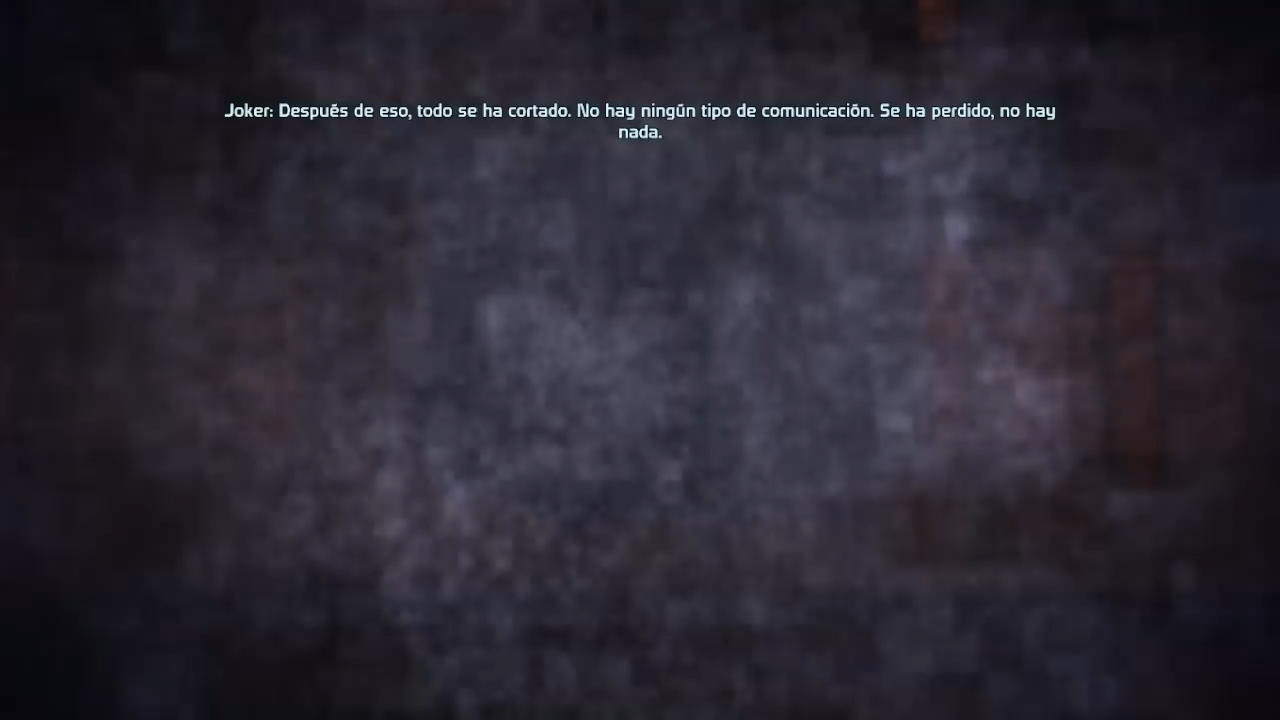 Joker: Después de eso, todo se ha cortado. No hay ningún tipo de comunicación. Se ha perdido, no hay
nada.